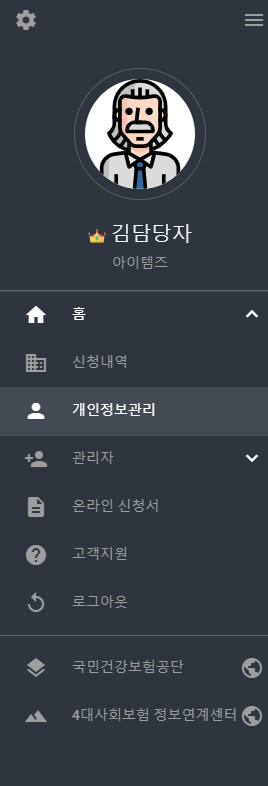 김담당자
아이템즈
홈
신청내역
개인정보관리
관리자
온라인 신청서
고객지원
로그아웃
국민건강보험공단
4대사회보험 정보연계센터